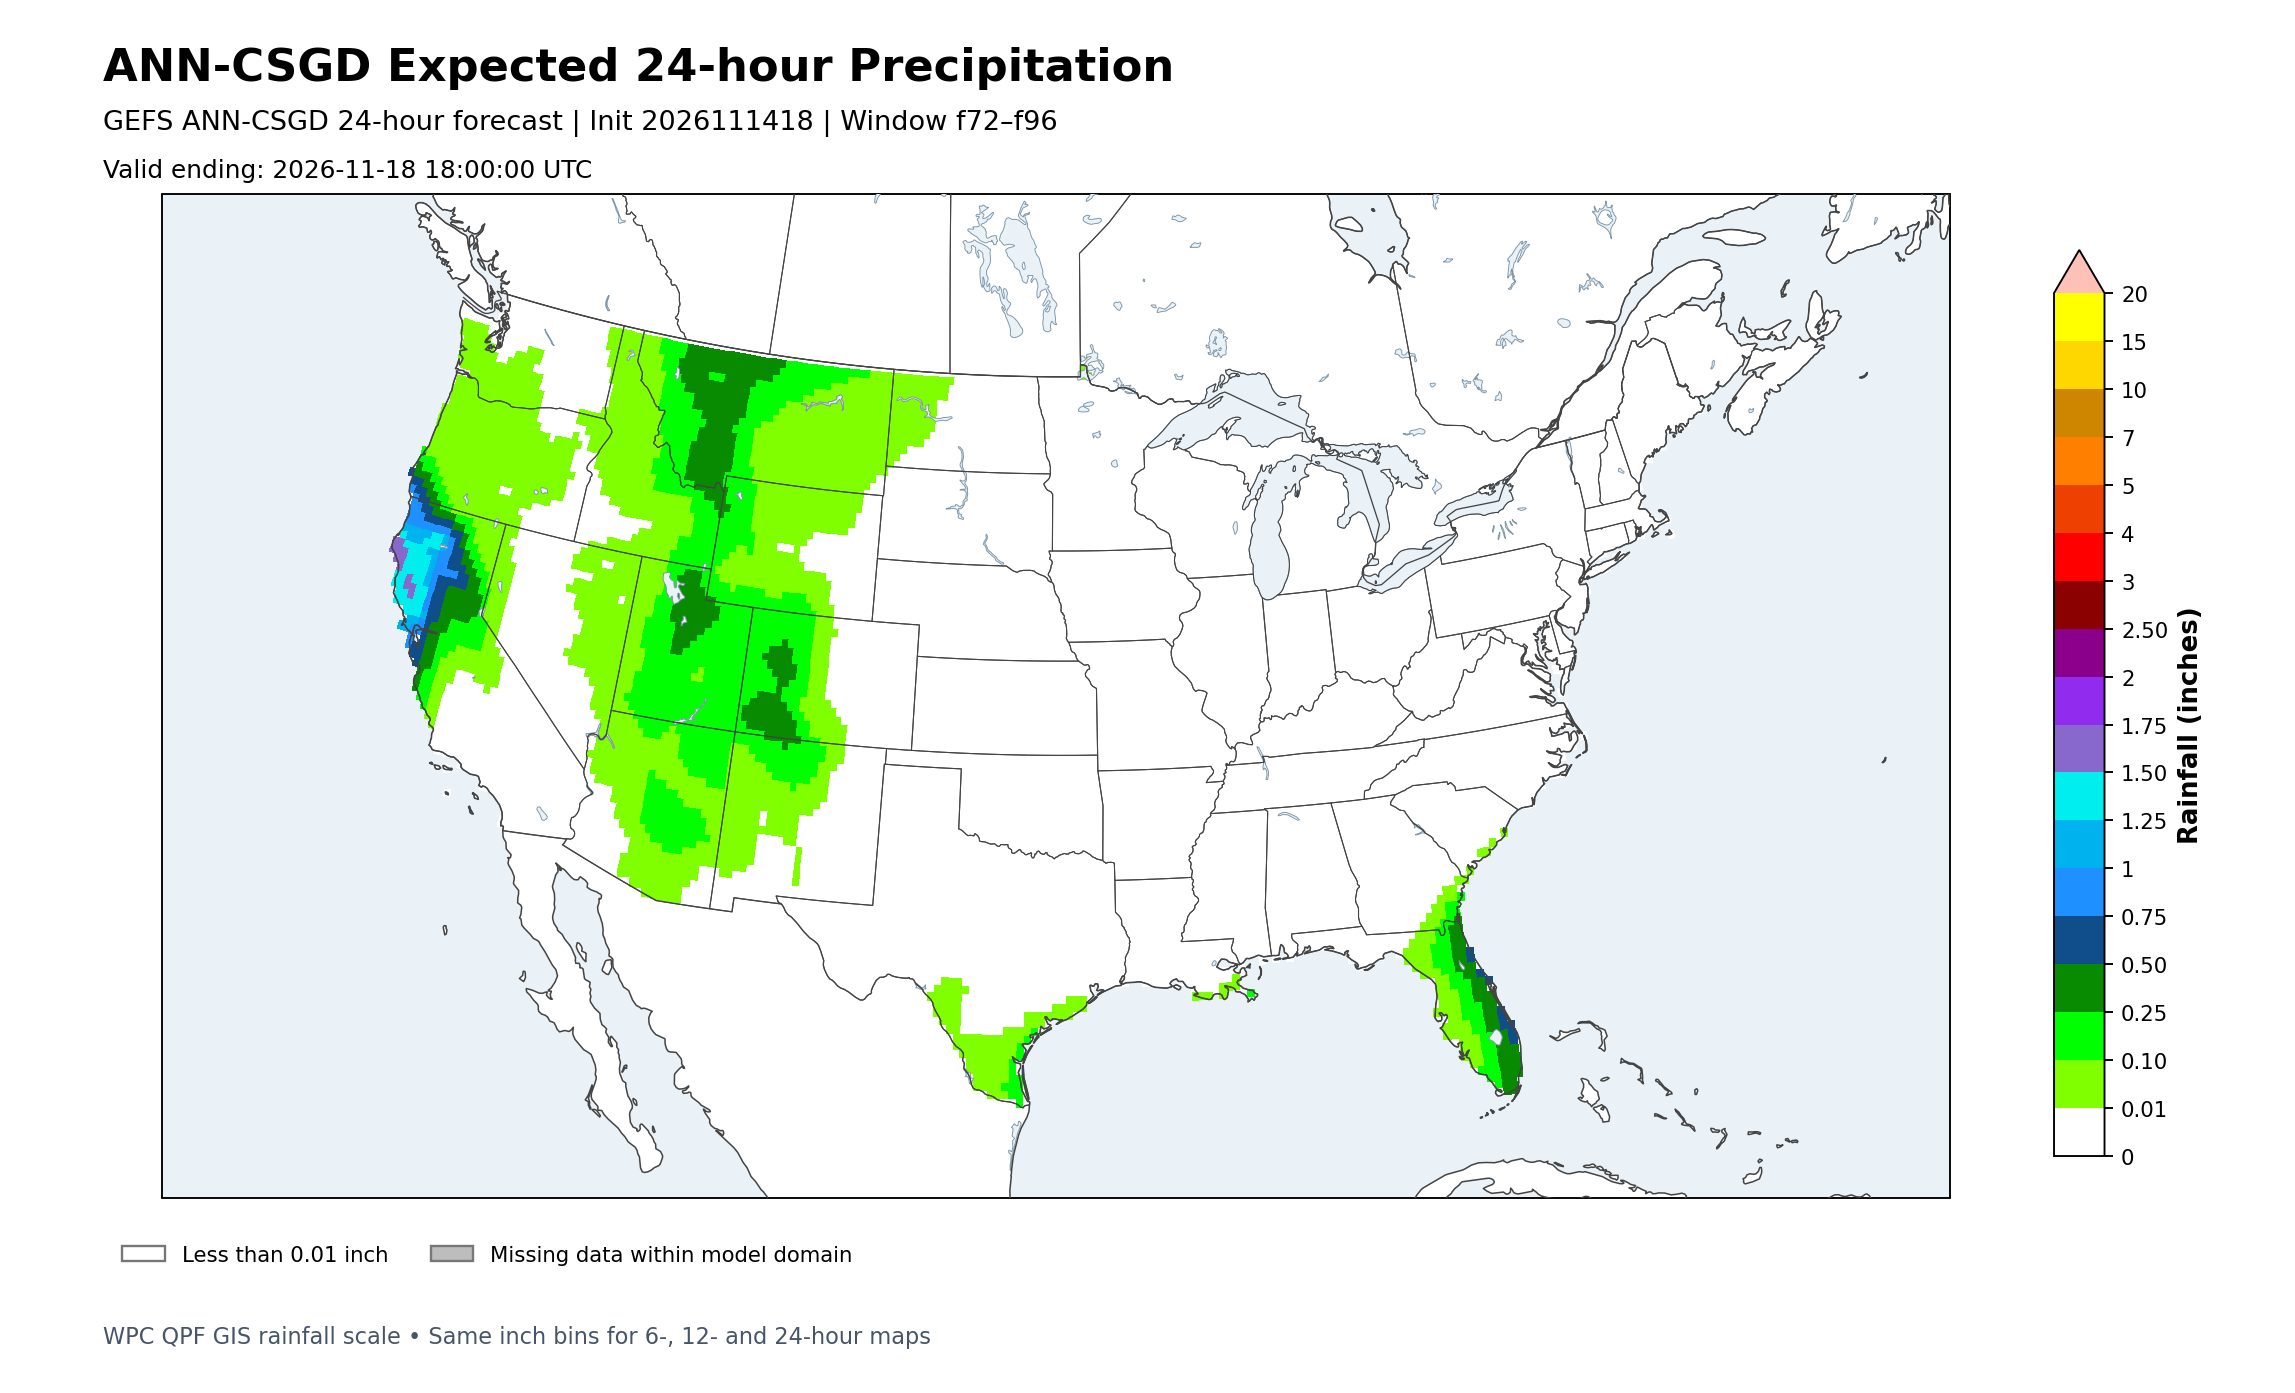 ANN-CSGD Expected 24-hour Precipitation
GEFS ANN-CSGD 24-hour forecast | Init 2026111418 | Window f72–f96
Valid ending: 2026-11-18 18:00:00 UTC
20
15
10
7
5
4
3
2.50
2
1.75
1.50
1.25
1
0.75
0.50
0.25
0.10
0.01
0
Rainfall (inches)
Less than 0.01 inch
Missing data within model domain
WPC QPF GIS rainfall scale • Same inch bins for 6-, 12- and 24-hour maps